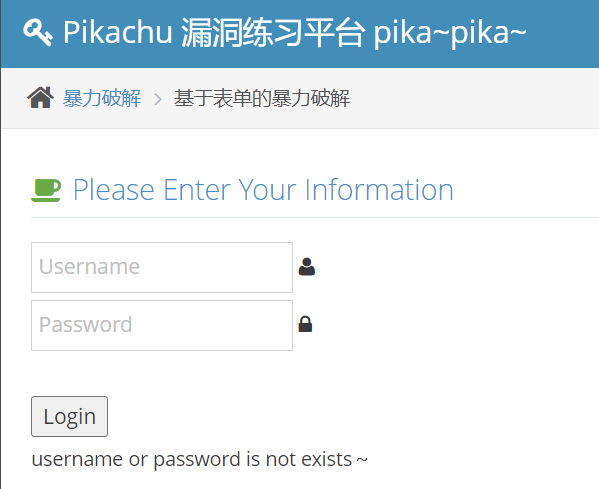 Pikachu 漏洞练习平台 pika~pika~
暴力破解 > 基于表单的暴力破解
Please Enter Your Information
Username
Password
Login
username or password is not exists～